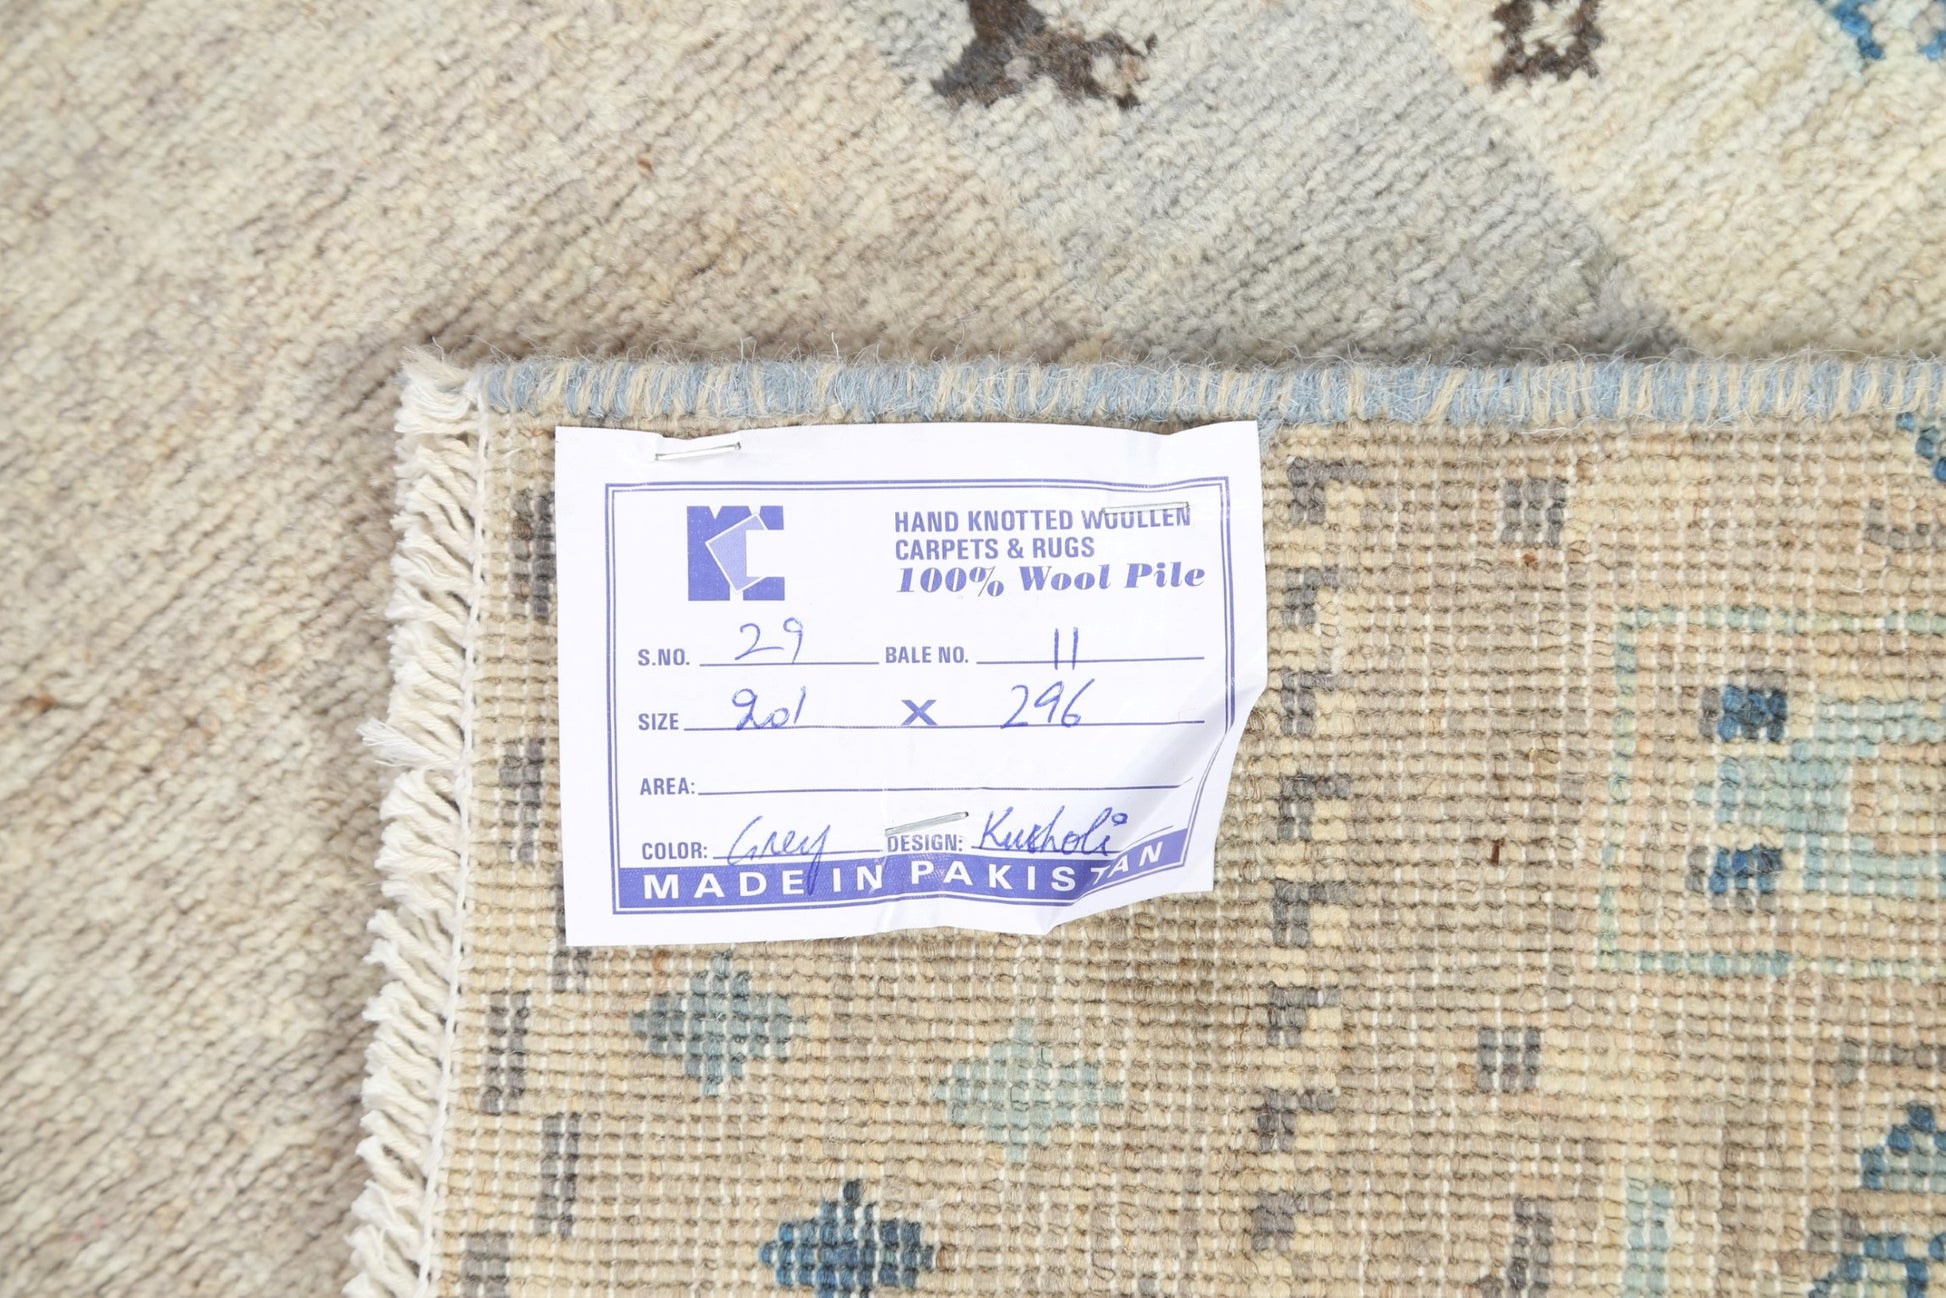 KC
HAND KNOTTED WOOLLEN
CARPETS & RUGS
100% Wool Pile
S.NO. 29 BALE NO. 11
SIZE 201 X 296
AREA:
COLOR: Grey DESIGN: Kutholi
MADE IN PAKISTAN